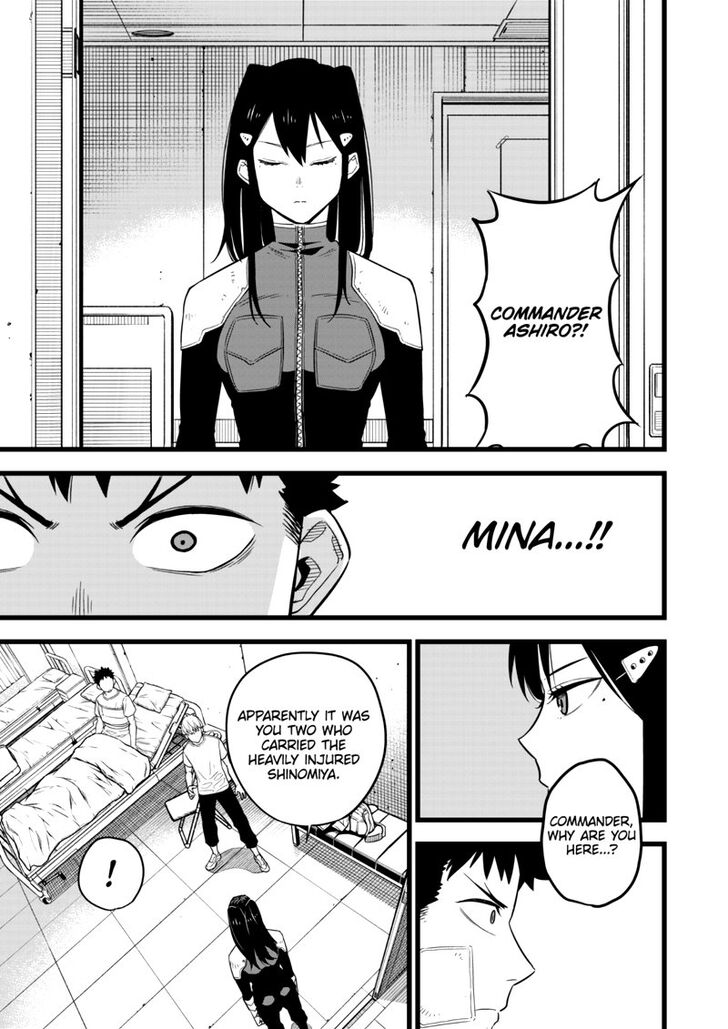 COMMANDER
ASHIRO?!
MINA...!!
COMMANDER,
WHY ARE YOU
HERE...?
APPARENTLY IT WAS
YOU TWO WHO
CARRIED THE
HEAVILY INJURED
SHINOMIYA.
!